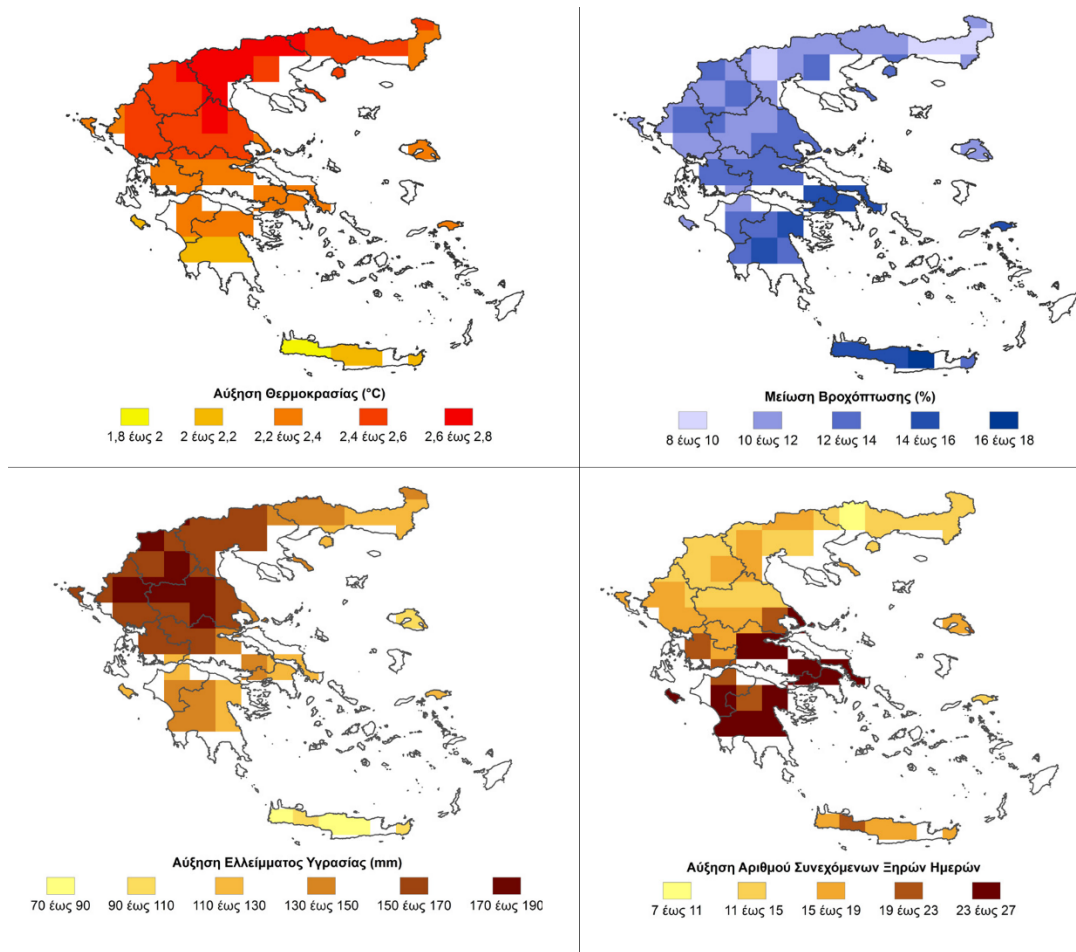 Αύξηση Θερμοκρασίας (°C)
1,8 έως 2 2 έως 2,2 2,2 έως 2,4 2,4 έως 2,6 2,6 έως 2,8
Μείωση Βροχόπτωσης (%)
8 έως 10 10 έως 12 12 έως 14 14 έως 16 16 έως 18
Αύξηση Ελλείμματος Υγρασίας (mm)
70 έως 90 90 έως 110 110 έως 130 130 έως 150 150 έως 170 170 έως 190
Αύξηση Αριθμού Συνεχόμενων Ξηρών Ημερών
7 έως 11 11 έως 15 15 έως 19 19 έως 23 23 έως 27